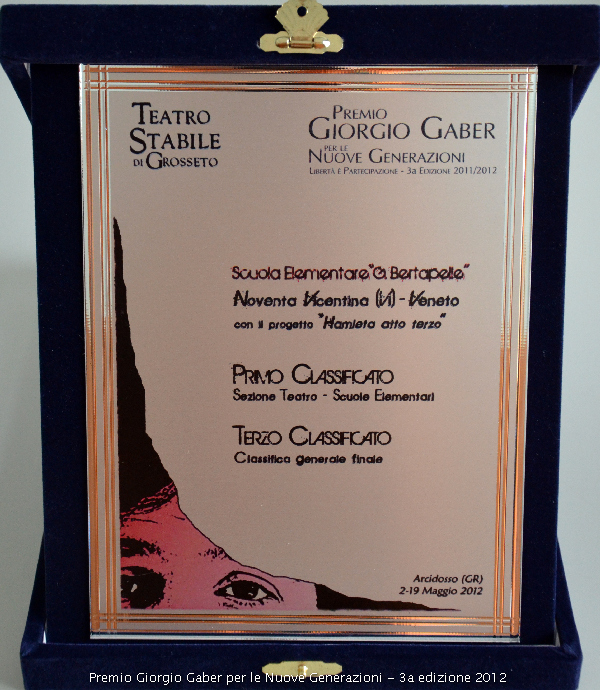 TEATRO
STABILE
DI GROSSETO
PREMIO
GIORGIO GABER
PER LE
NUOVE GENERAZIONI
LIBERTÀ È PARTECIPAZIONE - 3a EDIZIONE 2011/2012
Scuola Elementare "G. Bertapelle"
Noventa Vicentina (VI) - Veneto
con il progetto "Hamleta atto terzo"
PRIMO CLASSIFICATO
Sezione Teatro - Scuole Elementari
TERZO CLASSIFICATO
Classifica generale finale
Arcidosso (GR)
2-19 Maggio 2012
Premio Giorgio Gaber per le Nuove Generazioni – 3a edizione 2012